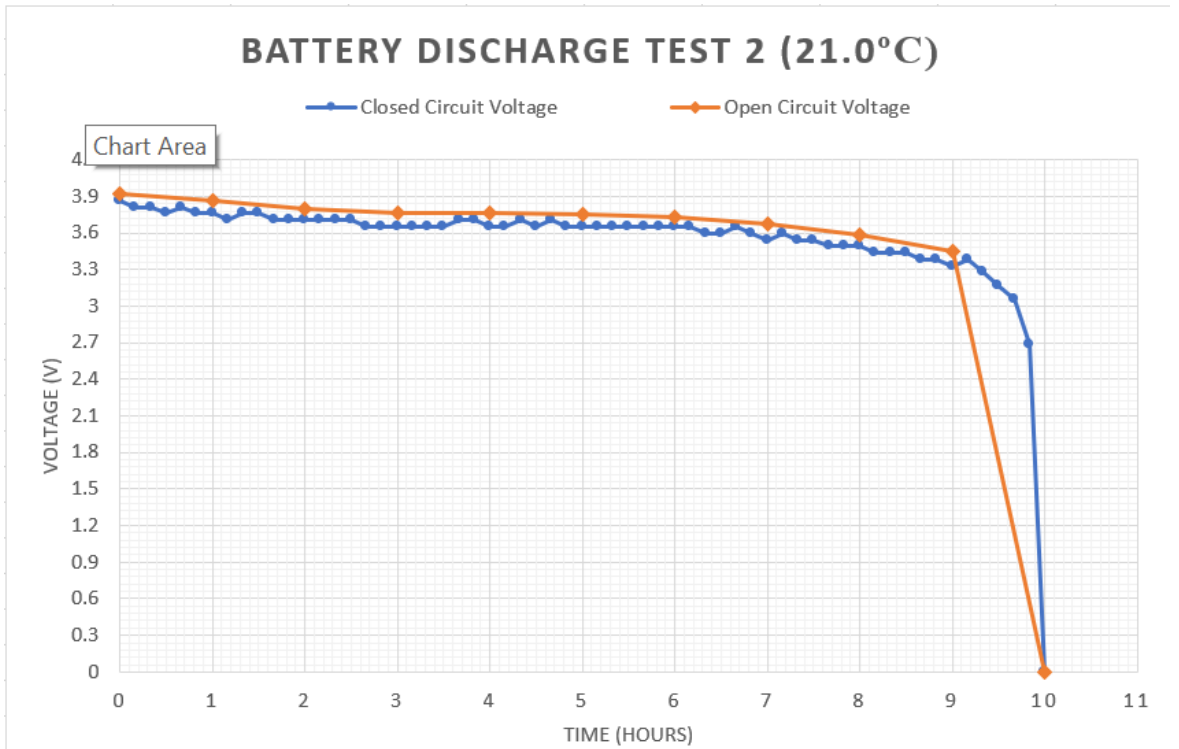 BATTERY DISCHARGE TEST 2 (21.0°C)
Closed Circuit Voltage Open Circuit Voltage
Chart Area
4.
3.9
3.6
3.3
3
2.7
2.4
2.1
1.8
1.5
1.2
0.9
0.6
0.3
0
VOLTAGE (V)
0 1 2 3 4 5 6 7 8 9 10 11
TIME (HOURS)